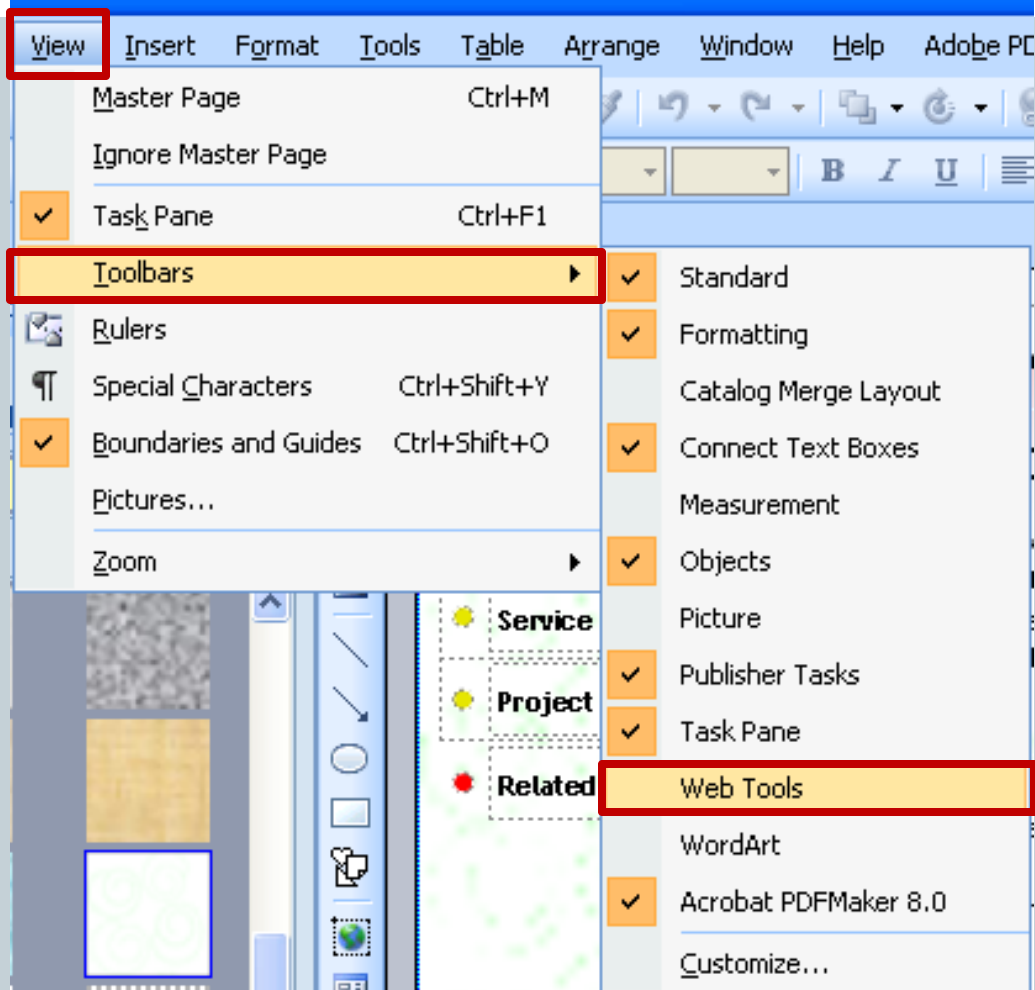 View Insert Format Tools Table Arrange Window Help Adobe PD
Master Page Ctrl+M
Ignore Master Page
B I U
Task Pane Ctrl+F1
Toolbars
Standard
Rulers
Formatting
Special Characters Ctrl+Shift+Y
Catalog Merge Layout
Boundaries and Guides Ctrl+Shift+O
Connect Text Boxes
Pictures...
Measurement
Zoom
Objects
Service
Picture
Project
Publisher Tasks
Task Pane
Related
Web Tools
WordArt
Acrobat PDFMaker 8.0
Customize...